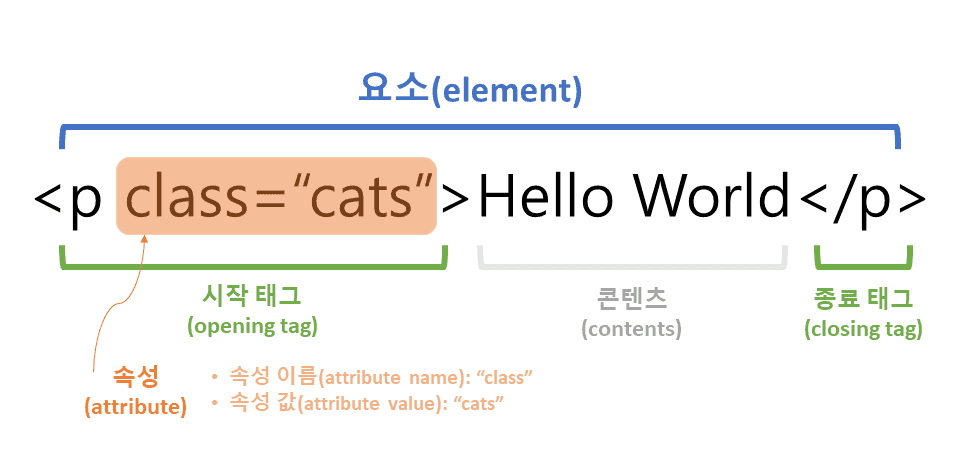 요소(element)
<p class=“cats”>Hello World</p>
시작 태그
(opening tag)
콘텐츠
(contents)
종료 태그
(closing tag)
속성
(attribute)
• 속성 이름(attribute name): “class”
• 속성 값(attribute value): “cats”